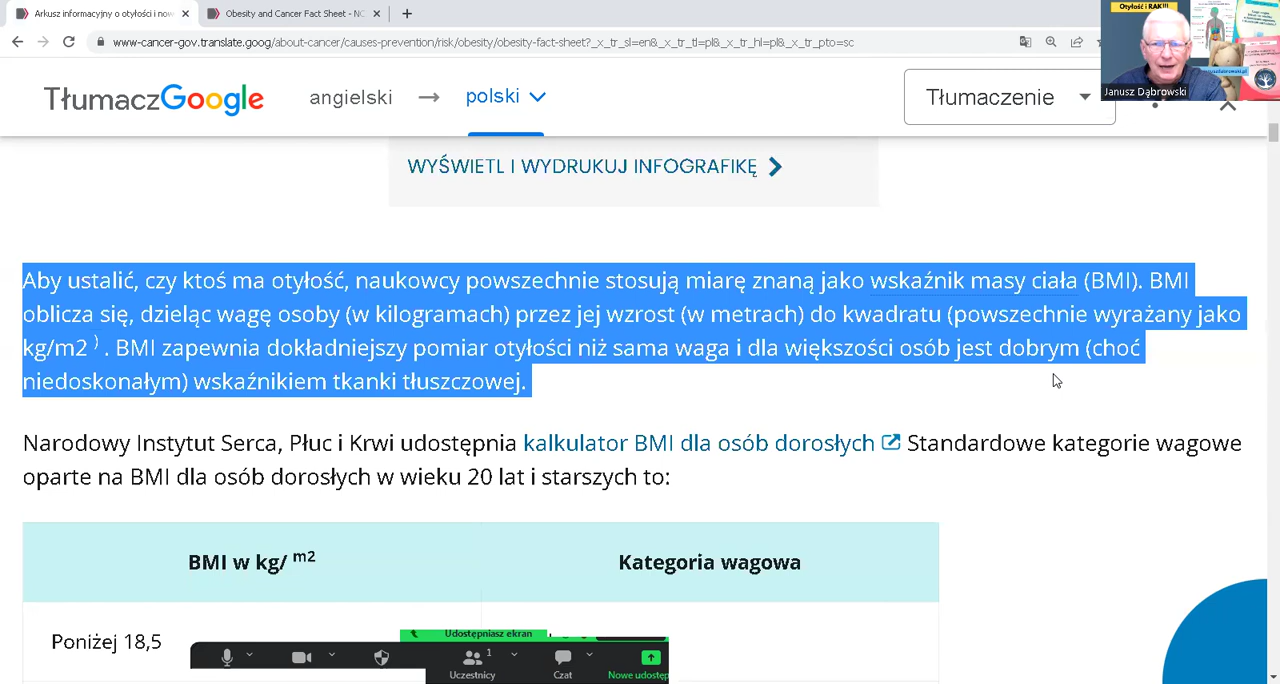 Arkusz informacyjny o otyłości i now
Obesity and Cancer Fact Sheet - NC
www-cancer-gov.translate.goog/about-cancer/causes-prevention/risk/obesity/obesity-fact-sheet?_x_tr_sl=en&_x_tr_tl=pl&_x_tr_hl=pl&_x_tr_pto=sc
Otyłość i RAK!!!
Janusz Dąbrowski
TłumaczGoogle
angielski → polski
Tłumaczenie
WYŚWIETL I WYDRUKUJ INFOGRAFIKĘ
Aby ustalić, czy ktoś ma otyłość, naukowcy powszechnie stosują miarę znaną jako wskaźnik masy ciała (BMI). BMI
oblicza się, dzieląc wagę osoby (w kilogramach) przez jej wzrost (w metrach) do kwadratu (powszechnie wyrażany jako
kg/m2 ) . BMI zapewnia dokładniejszy pomiar otyłości niż sama waga i dla większości osób jest dobrym (choć
niedoskonałym) wskaźnikiem tkanki tłuszczowej.
Narodowy Instytut Serca, Płuc i Krwi udostępnia kalkulator BMI dla osób dorosłych Standardowe kategorie wagowe
oparte na BMI dla osób dorosłych w wieku 20 lat i starszych to:
BMI w kg/ m2
Kategoria wagowa
Poniżej 18,5
Udostępniasz ekran
1
Uczestnicy
Czat
Nowe udostęp